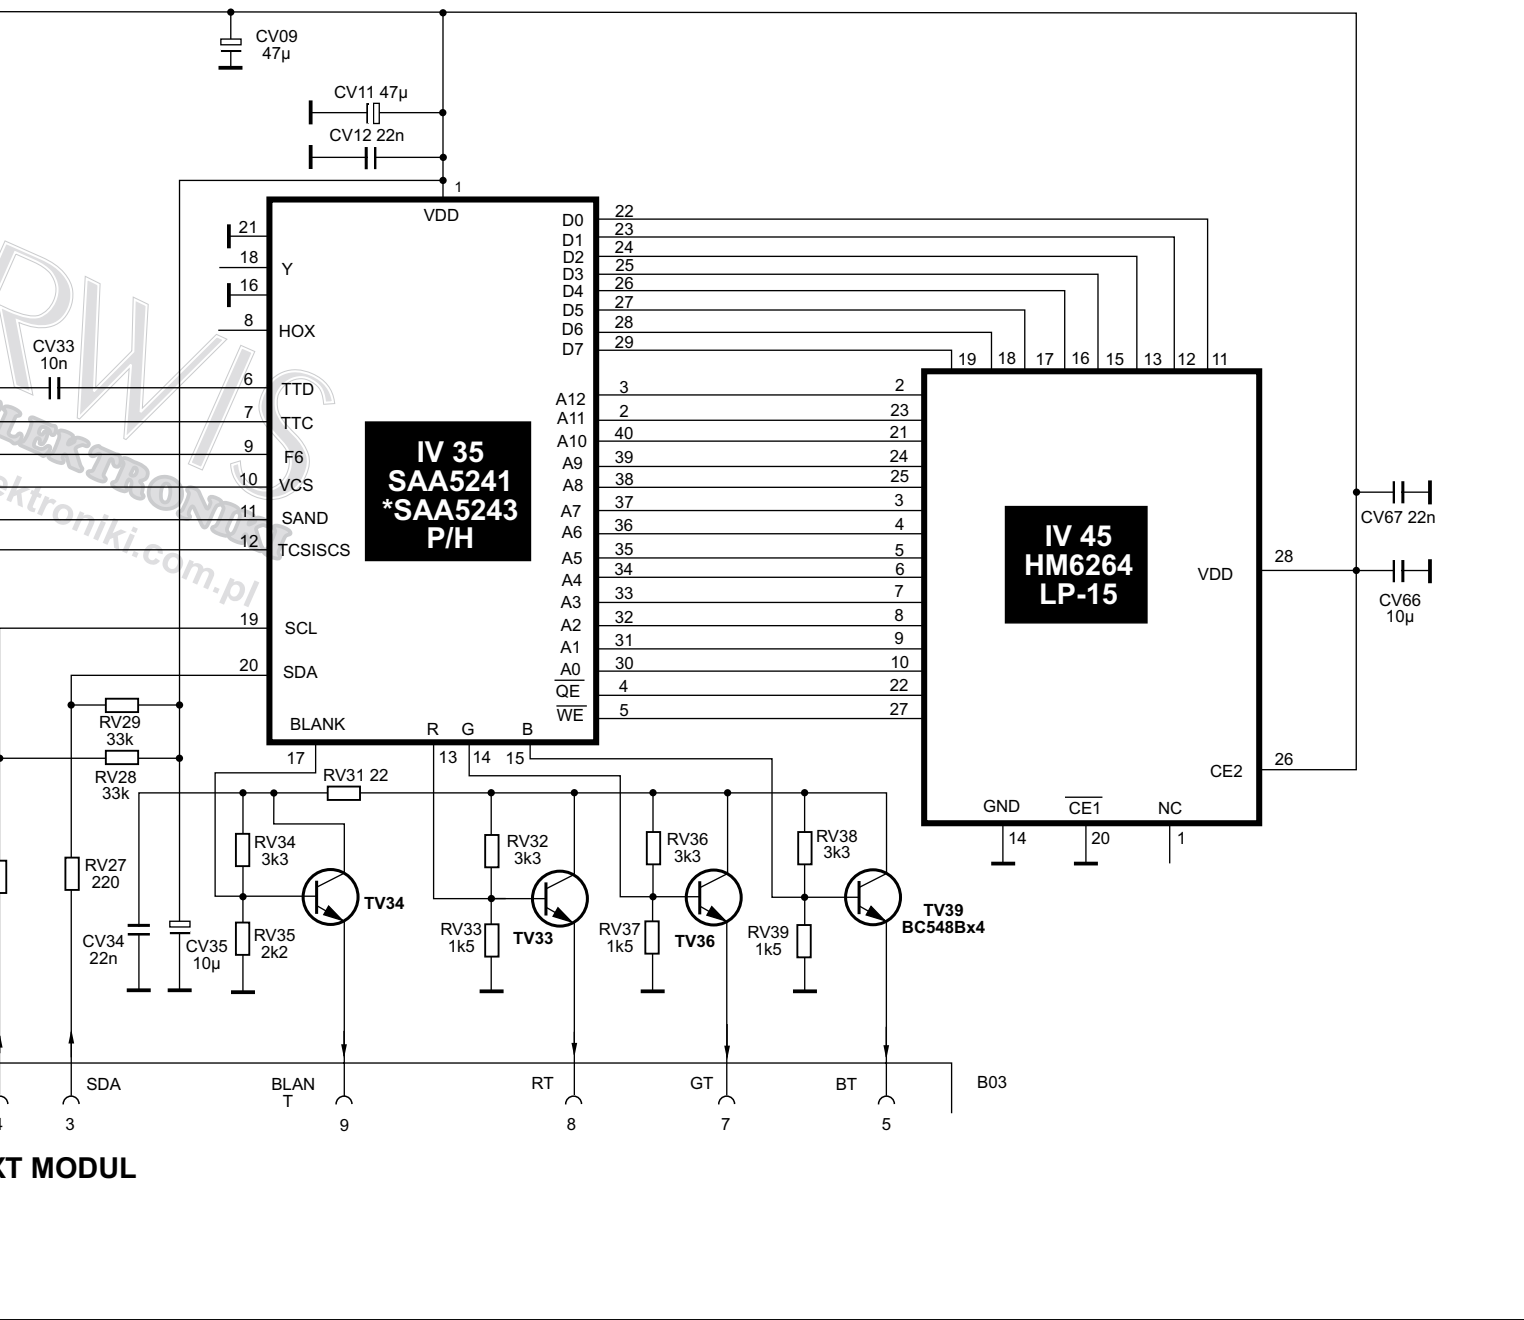 CV09
47µ
CV11 47µ
CV12 22n
1
VDD
21
18
Y
16
8
HOX
CV33
10n
6
TTD
7
TTC
9
F6
10
VCS
11
SAND
12
TCSISCS
19
SCL
20
SDA
D0 22
D1 23
D2 24
D3 25
D4 26
D5 27
D6 28
D7 29
19 18 17 16 15 13 12 11
A12 3 2
A11 2 23
A10 40 21
A9 39 24
A8 38 25
A7 37 3
A6 36 4
A5 35 5
A4 34 6
A3 33 7
A2 32 8
A1 31 9
A0 30 10
QE 4 22
WE 5 27
IV 35
SAA5241
*SAA5243
P/H
IV 45
HM6264
LP-15
CV67 22n
VDD 28
CV66
10µ
CE2 26
GND CE1 NC
14 20 1
RV29
33k
RV28
33k
BLANK R G B
17 13 14 15
RV31 22
RV34
3k3
RV32
3k3
RV36
3k3
RV38
3k3
RV27
220
TV34
TV33
TV36
TV39
BC548Bx4
CV34
22n
CV35
10µ
RV35
2k2
RV33
1k5
RV37
1k5
RV39
1k5
SDA
BLAN
T
RT
GT
BT
B03
3 9 8 7 5
XT MODUL
RWIS
ELEKTRONIKI
ektroniki.com.pl